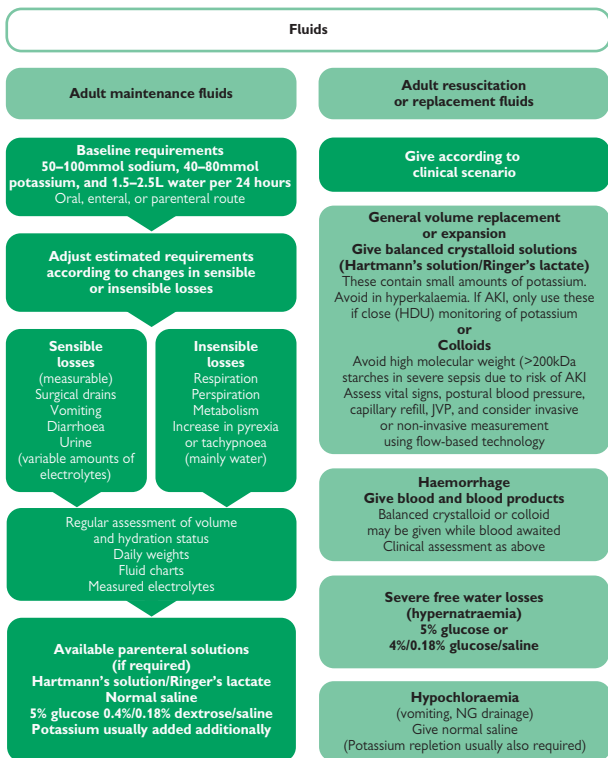 Fluids
Adult maintenance fluids
Baseline requirements
50–100mmol sodium, 40–80mmol
potassium, and 1.5–2.5L water per 24 hours
Oral, enteral, or parenteral route
Adjust estimated requirements
according to changes in sensible
or insensible losses
Sensible
losses
(measurable)
Surgical drains
Vomiting
Diarrhoea
Urine
(variable amounts of
electrolytes)
Insensible
losses
Respiration
Perspiration
Metabolism
Increase in pyrexia
or tachypnoea
(mainly water)
Regular assessment of volume
and hydration status
Daily weights
Fluid charts
Measured electrolytes
Available parenteral solutions
(if required)
Hartmann's solution/Ringer's lactate
Normal saline
5% glucose 0.4%/0.18% dextrose/saline
Potassium usually added additionally
Adult resuscitation
or replacement fluids
Give according to
clinical scenario
General volume replacement
or expansion
Give balanced crystalloid solutions
(Hartmann's solution/Ringer's lactate)
These contain small amounts of potassium.
Avoid in hyperkalaemia. If AKI, only use these
if close (HDU) monitoring of potassium
or
Colloids
Avoid high molecular weight (>200kDa
starches in severe sepsis due to risk of AKI
Assess vital signs, postural blood pressure,
capillary refill, JVP, and consider invasive
or non-invasive measurement
using flow-based technology
Haemorrhage
Give blood and blood products
Balanced crystalloid or colloid
may be given while blood awaited
Clinical assessment as above
Severe free water losses
(hypernatraemia)
5% glucose or
4%/0.18% glucose/saline
Hypochloraemia
(vomiting, NG drainage)
Give normal saline
(Potassium repletion usually also required)